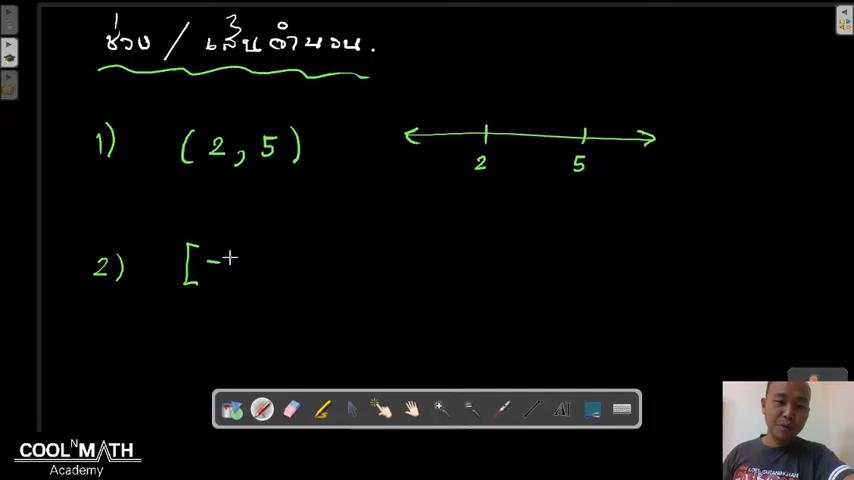 ช่วง / เส้นจำนวน.
1) (2, 5)
2 5
2) [-
COOL N MATH
Academy